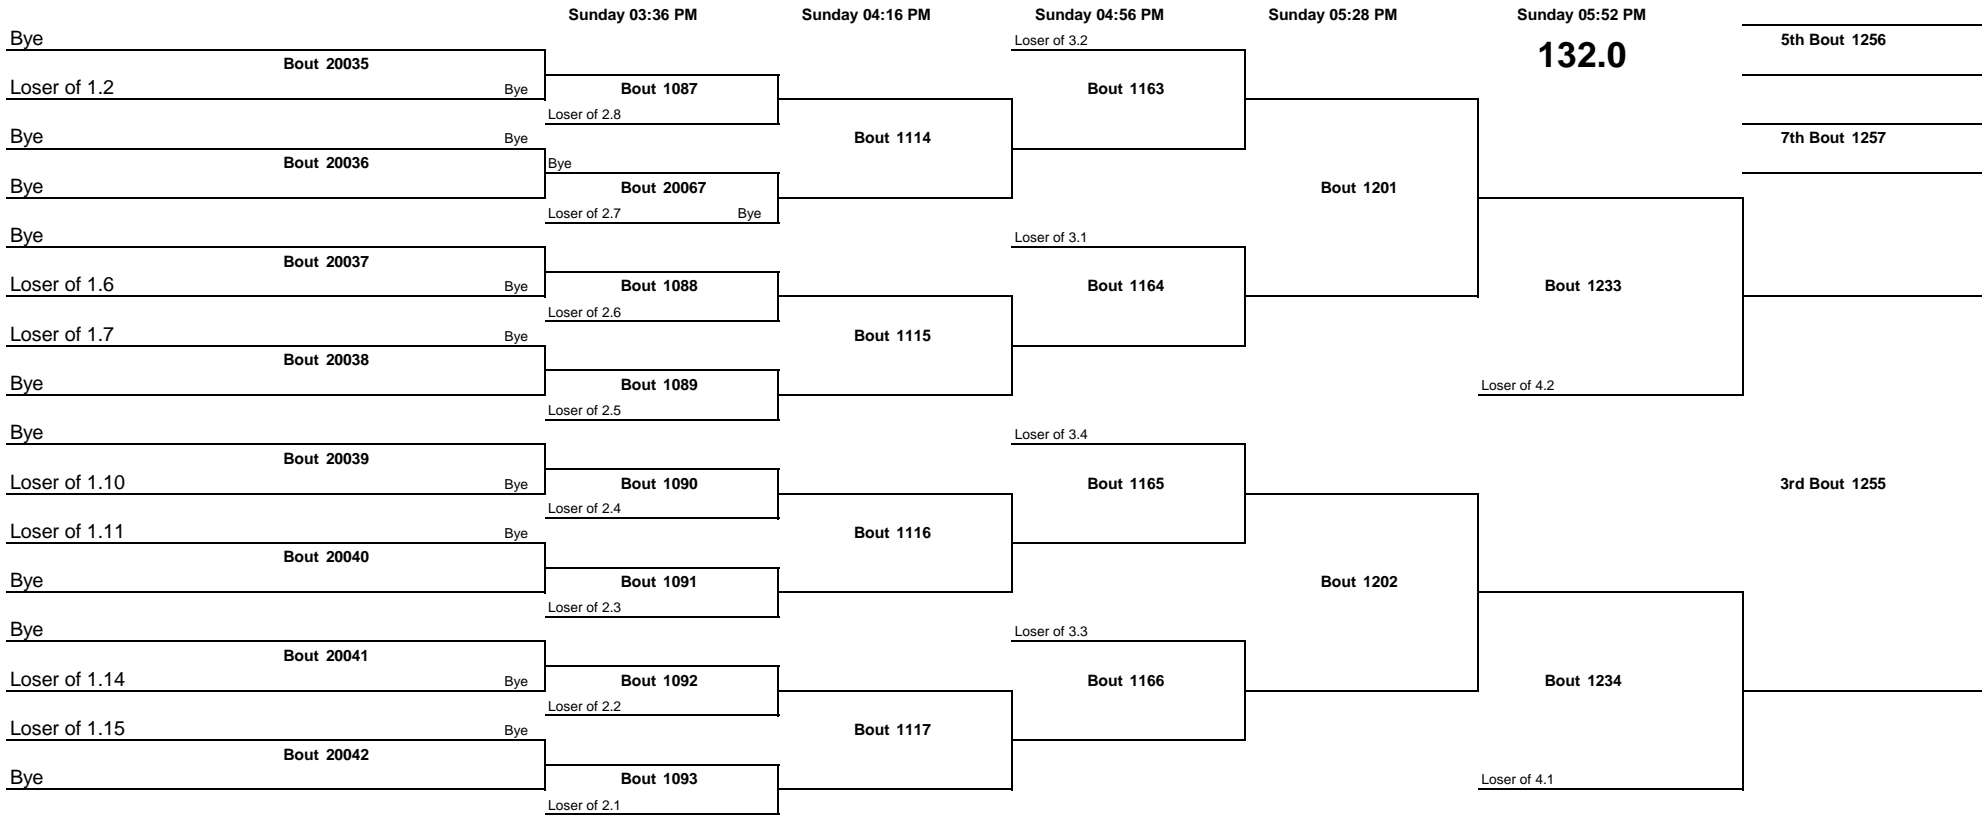 Sunday 03:36 PM Sunday 04:16 PM Sunday 04:56 PM Sunday 05:28 PM Sunday 05:52 PM
Bye Loser of 3.2 132.0 5th Bout 1256
Bout 20035
Loser of 1.2 Bye Bout 1087 Bout 1163
Loser of 2.8
Bye Bye Bout 1114 7th Bout 1257
Bout 20036 Bye
Bye Bout 20067 Bout 1201
Loser of 2.7 Bye
Bye Loser of 3.1
Bout 20037
Loser of 1.6 Bye Bout 1088 Bout 1164 Bout 1233
Loser of 2.6
Loser of 1.7 Bye Bout 1115
Bout 20038
Bye Bout 1089 Loser of 4.2
Loser of 2.5
Bye Loser of 3.4
Bout 20039
Loser of 1.10 Bye Bout 1090 Bout 1165 3rd Bout 1255
Loser of 2.4
Loser of 1.11 Bye Bout 1116
Bout 20040
Bye Bout 1091 Bout 1202
Loser of 2.3
Bye Loser of 3.3
Bout 20041
Loser of 1.14 Bye Bout 1092 Bout 1166 Bout 1234
Loser of 2.2
Loser of 1.15 Bye Bout 1117
Bout 20042
Bye Bout 1093 Loser of 4.1
Loser of 2.1